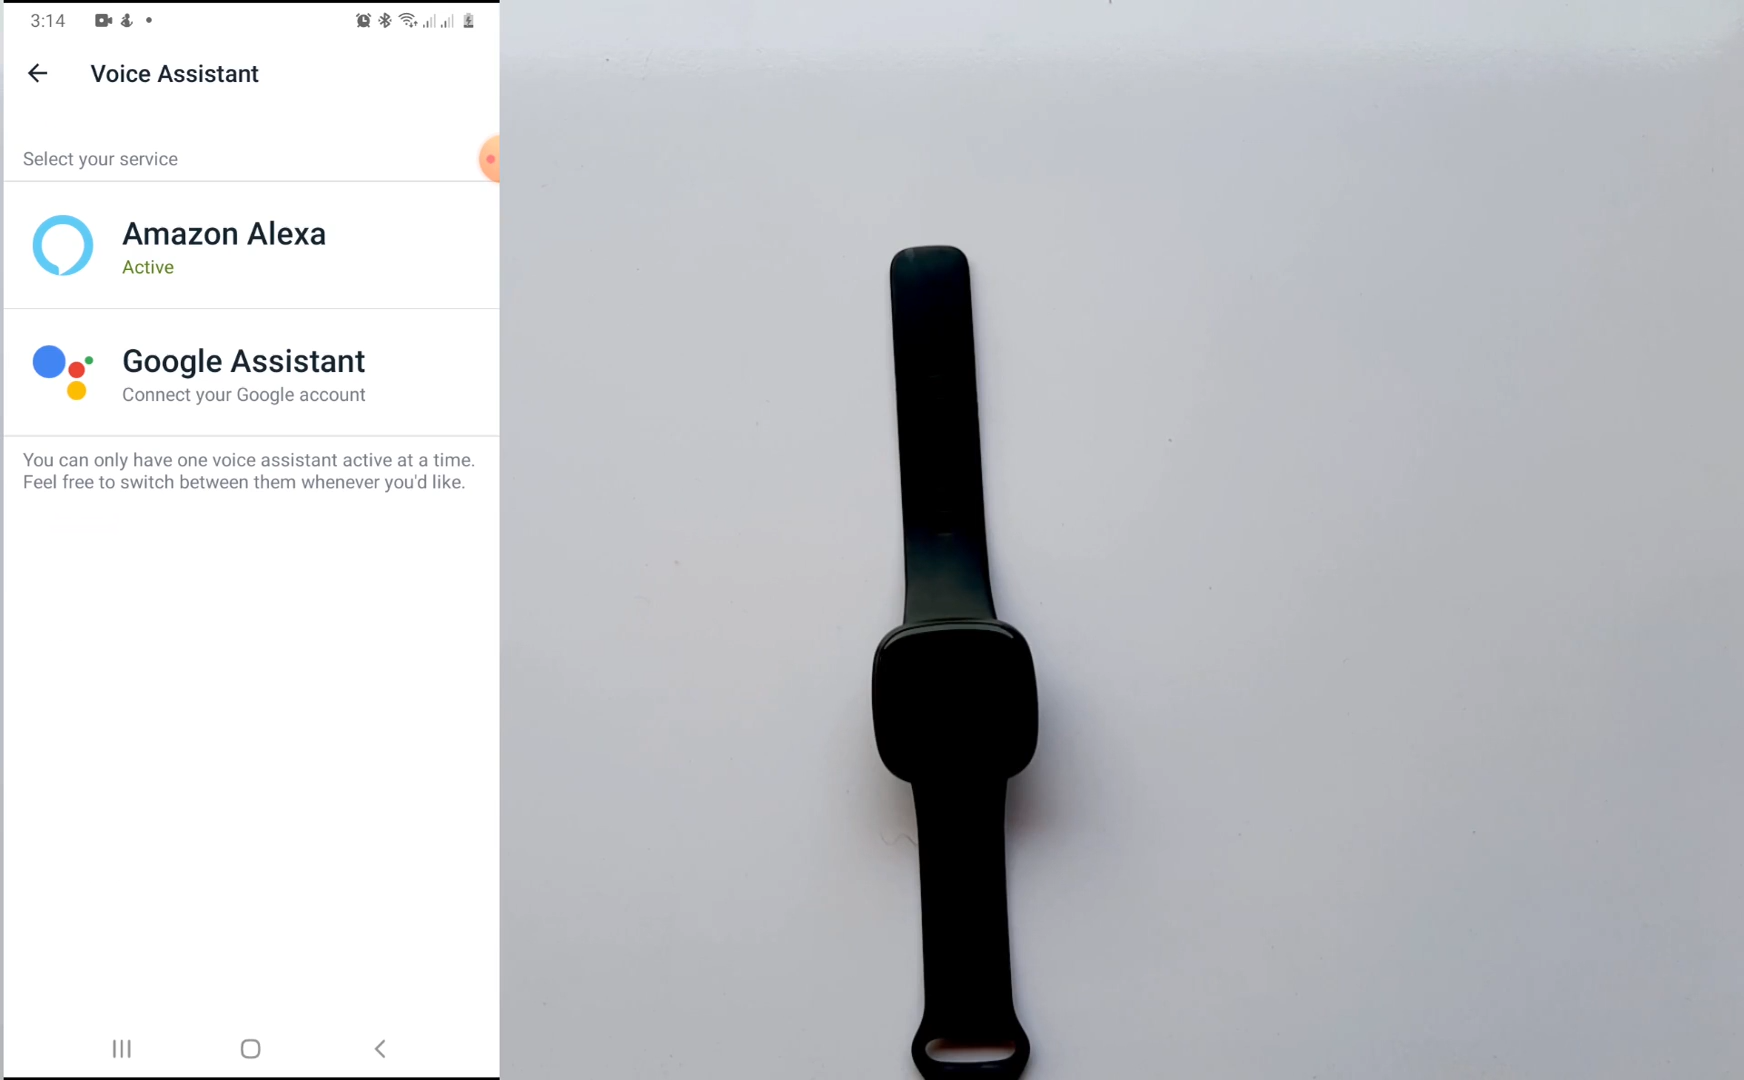 3:14
Voice Assistant
Select your service
Amazon Alexa
Active
Google Assistant
Connect your Google account
You can only have one voice assistant active at a time.
Feel free to switch between them whenever you'd like.